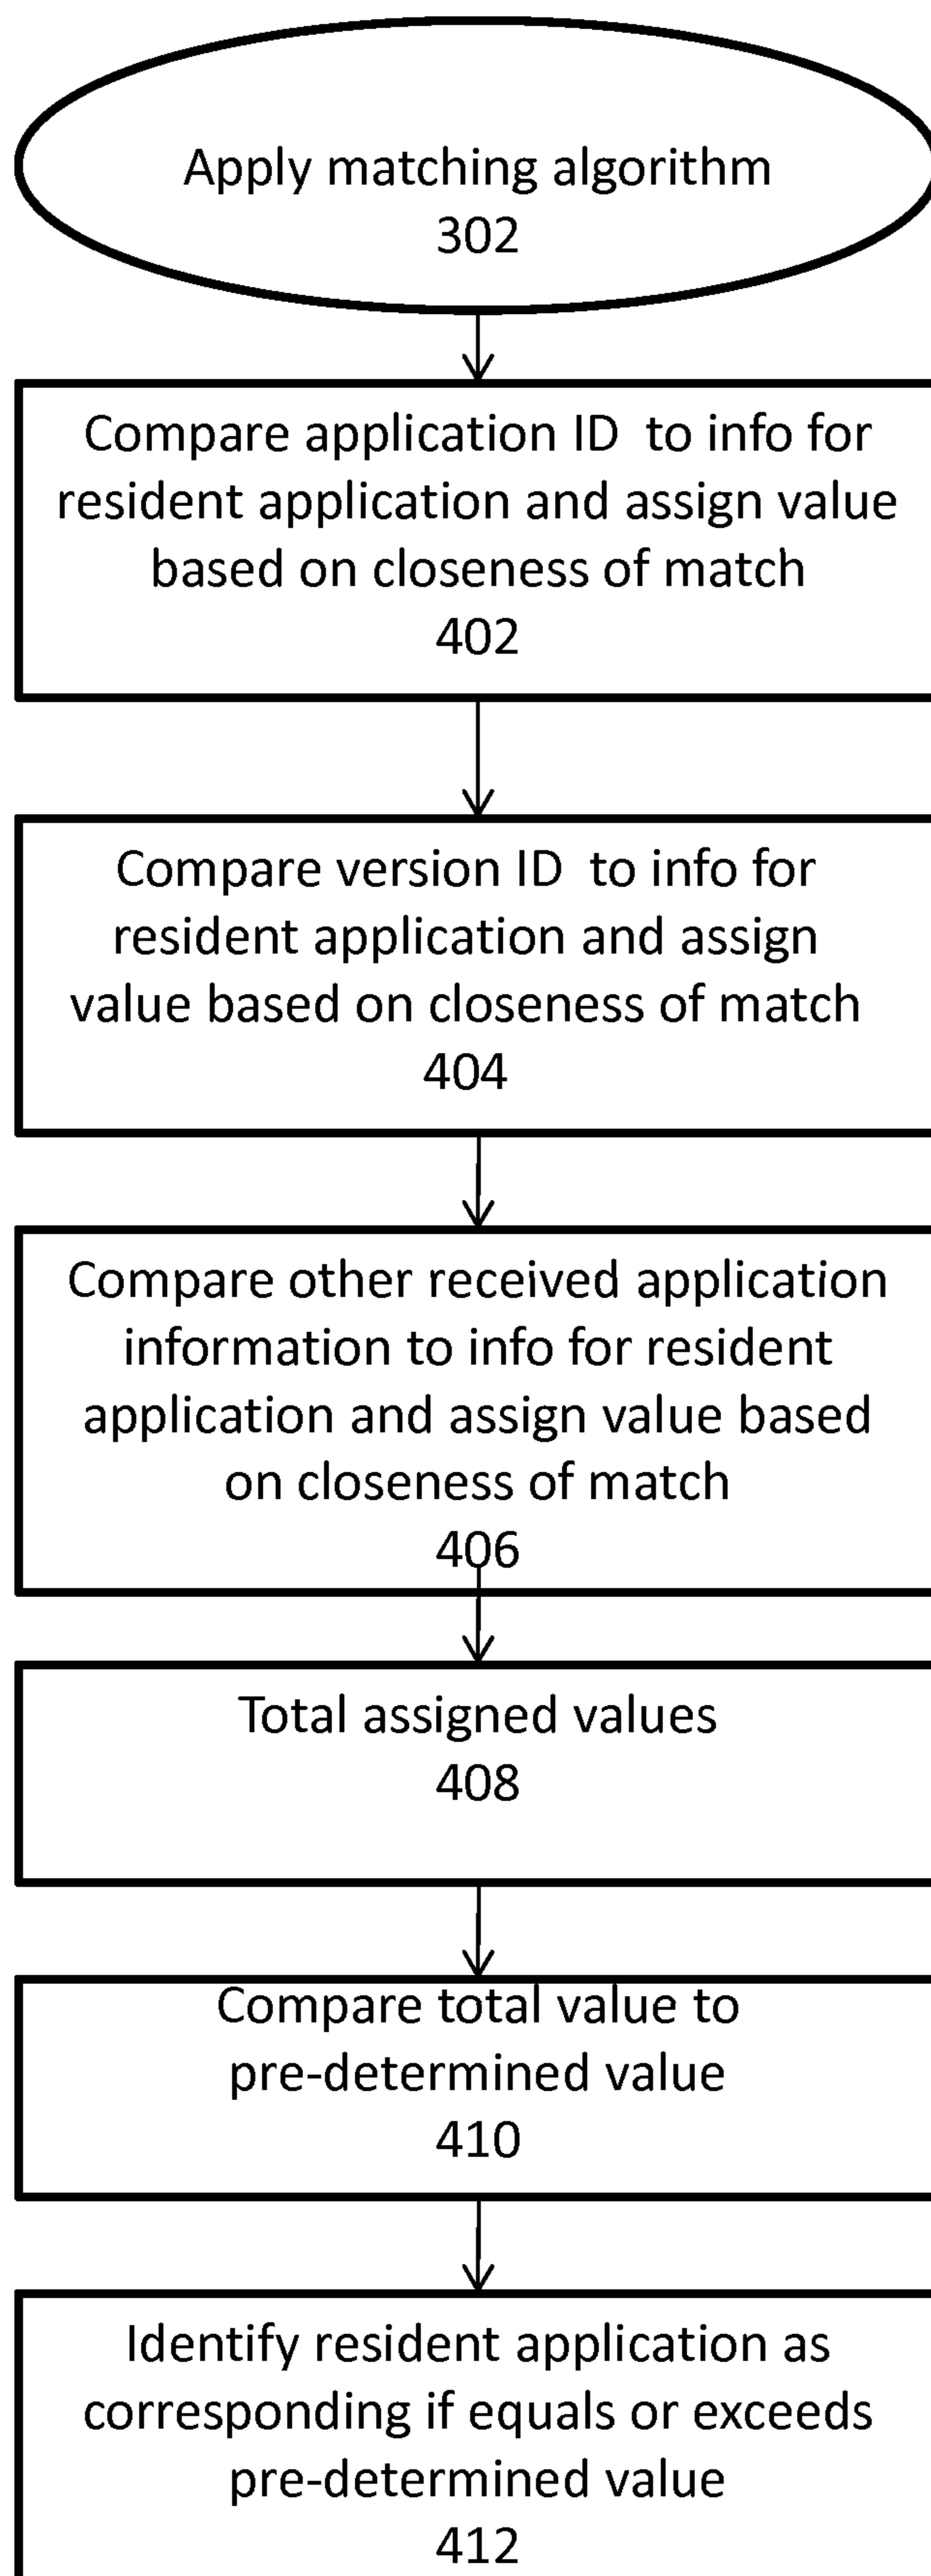 Apply matching algorithm
302
Compare application ID  to info for
resident application and assign value
based on closeness of match
402
Compare version ID  to info for
resident application and assign
value based on closeness of match
404
Compare other received application
information to info for resident
application and assign value based
on closeness of match
406
Total assigned values
408
Compare total value to
pre-determined value
410
Identify resident application as
corresponding if equals or exceeds
pre-determined value
412